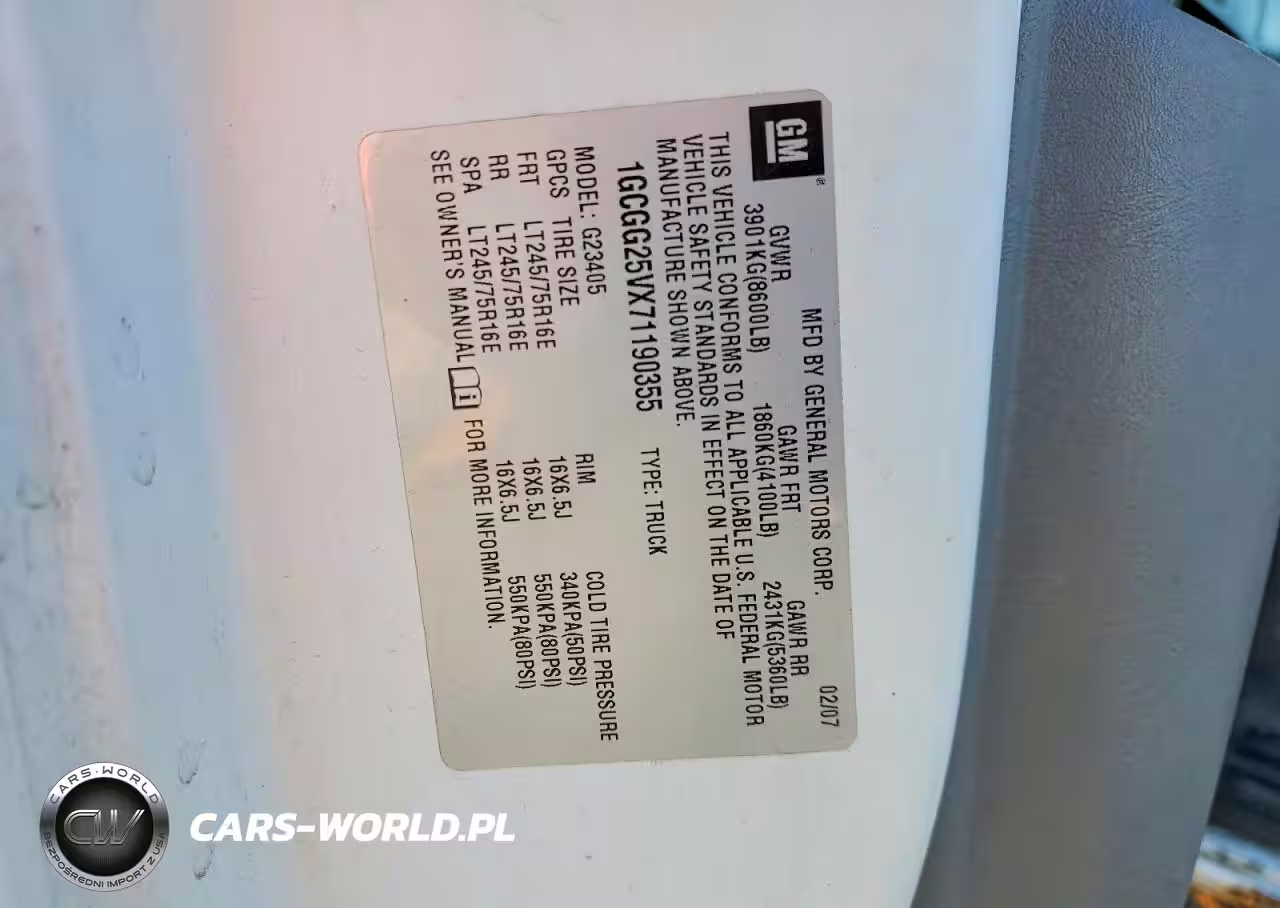 GM®
MFD BY GENERAL MOTORS CORP. 02/07
GVWR GAWR FRT GAWR RR
3901KG(8600LB) 1860KG(4100LB) 2431KG(5360LB)
THIS VEHICLE CONFORMS TO ALL APPLICABLE U.S. FEDERAL MOTOR
VEHICLE SAFETY STANDARDS IN EFFECT ON THE DATE OF
MANUFACTURE SHOWN ABOVE.
1GCGG25VX71190355 TYPE: TRUCK
MODEL: G23405
GPCS TIRE SIZE RIM COLD TIRE PRESSURE
FRT LT245/75R16E 16X6.5J 340KPA(50PSI)
RR LT245/75R16E 16X6.5J 550KPA(80PSI)
SPA LT245/75R16E 16X6.5J 550KPA(80PSI)
SEE OWNER'S MANUAL i FOR MORE INFORMATION.
CARS-WORLD
CW
BEZPOŚREDNI IMPORT Z USA
CARS-WORLD.PL